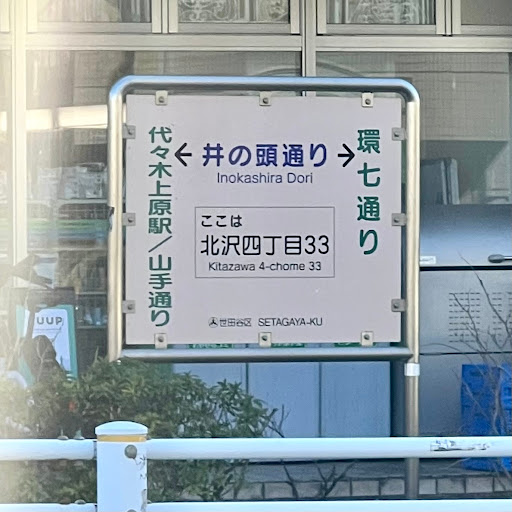 代々木上原駅/山手通り
← 井の頭通り →
Inokashira Dori
ここは
北沢四丁目33
Kitazawa 4-chome 33
環七通り
世田谷区 SETAGAYA-KU
UUP